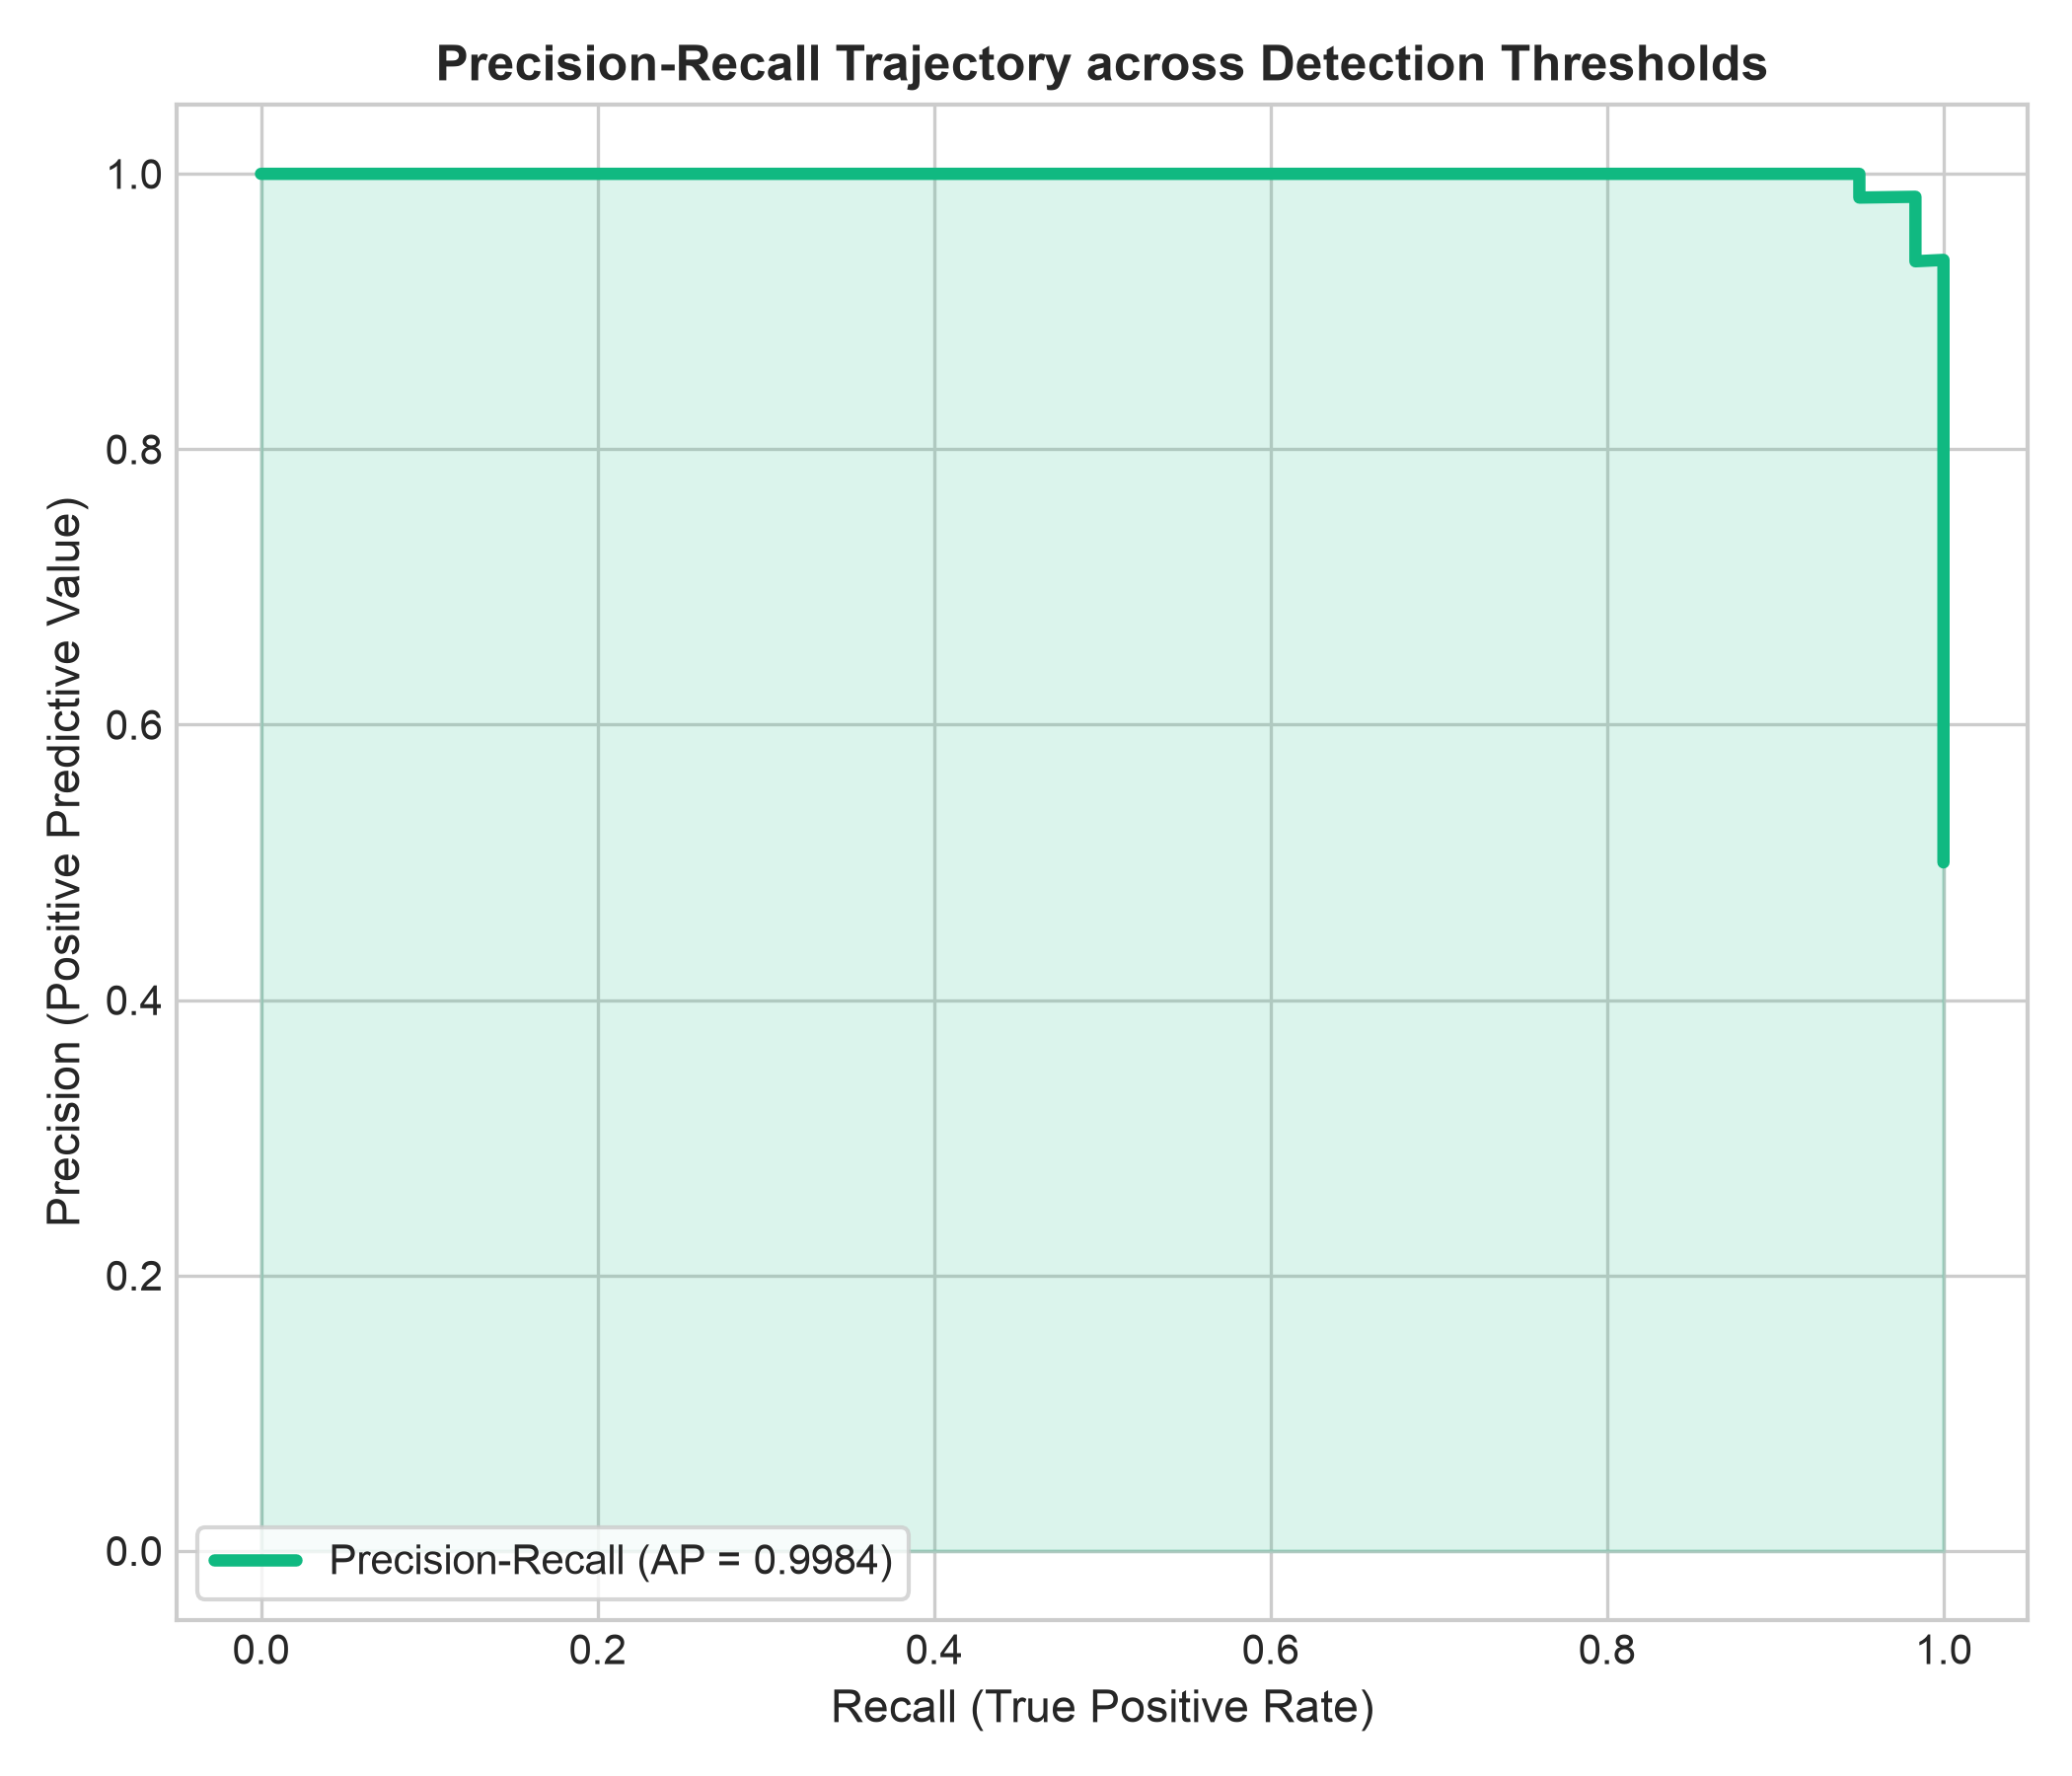 Precision-Recall Trajectory across Detection Thresholds
Precision (Positive Predictive Value)
1.0
0.8
0.6
0.4
0.2
0.0
Precision-Recall (AP = 0.9984)
0.0 0.2 0.4 0.6 0.8 1.0
Recall (True Positive Rate)